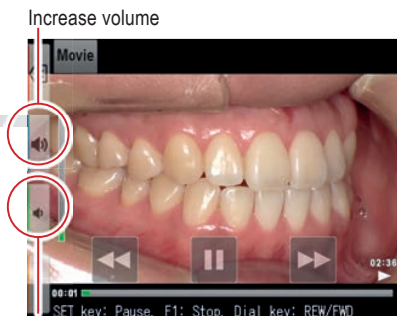 Increase volume
Movie
02:36
00:01
SET key: Pause, F1: Stop, Dial key: REW/FWD